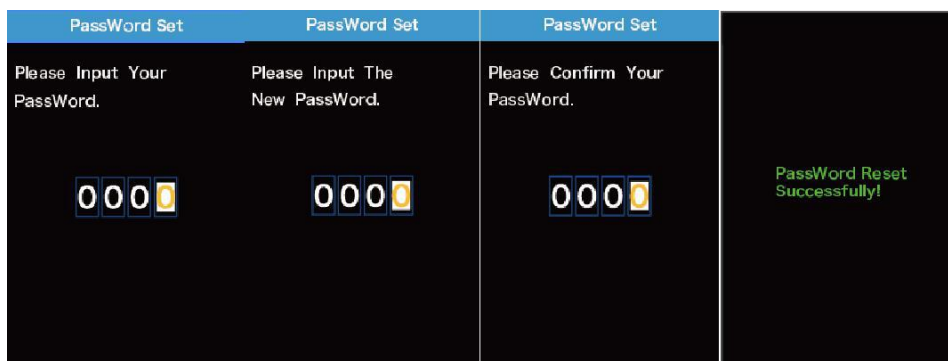 PassWord Set
Please Input Your
PassWord.
0000
PassWord Set
Please Input The
New PassWord.
0000
PassWord Set
Please Confirm Your
PassWord.
0000
PassWord Reset
Successfully!